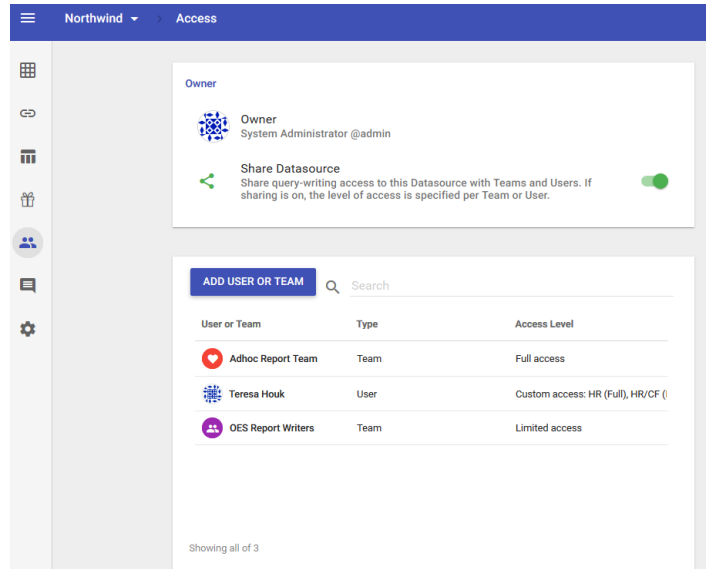 Northwind Access
Owner
Owner
System Administrator @admin
Share Datasource
Share query-writing access to this Datasource with Teams and Users. If
sharing is on, the level of access is specified per Team or User.
ADD USER OR TEAM Search
User or Team Type Access Level
Adhoc Report Team Team Full access
Teresa Houk User Custom access: HR (Full), HR/CF (
OES Report Writers Team Limited access
Showing all of 3